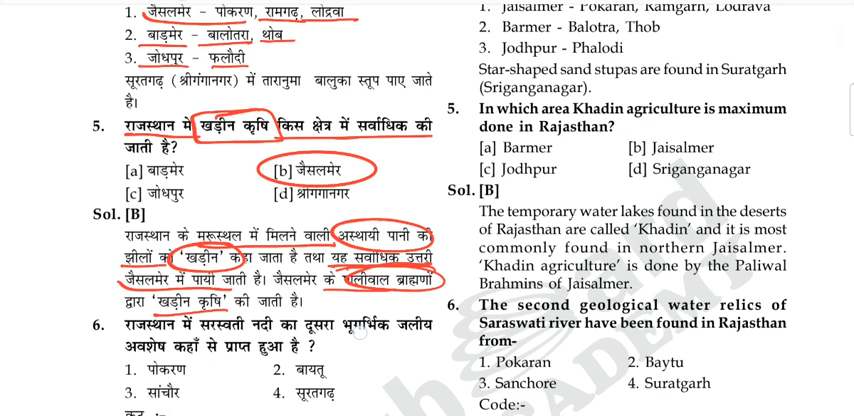 1. जैसलमेर – पोकरण, रामगढ़, लोद्रवा
2. बाड़मेर – बालोतरा, थोब
3. जोधपुर – फलौदी
सूरतगढ़ (श्रीगंगानगर) में तारानुमा बालुका स्तूप पाए जाते
है।
5. राजस्थान में खड़ीन कृषि किस क्षेत्र में सर्वाधिक की
जाती है?
[a] बाड़मेर [b] जैसलमेर
[c] जोधपुर [d] श्रीगंगानगर
Sol. [B]
राजस्थान के मरूस्थल में मिलने वाली अस्थायी पानी की
झीलों को 'खड़ीन' कहा जाता है तथा यह सर्वाधिक उत्तरी
जैसलमेर में पायी जाती है। जैसलमेर के पालीवाल ब्राह्मणों
द्वारा 'खड़ीन कृषि' की जाती है।
6. राजस्थान में सरस्वती नदी का दूसरा भूगर्भिक जलीय
अवशेष कहाँ से प्राप्त हुआ है ?
1. पोकरण 2. बायतू
3. सांचौर 4. सूरतगढ़
1. Jaisalmer - Pokaran, Ramgarh, Lodrava
2. Barmer - Balotra, Thob
3. Jodhpur - Phalodi
Star-shaped sand stupas are found in Suratgarh
(Sriganganagar).
5. In which area Khadin agriculture is maximum
done in Rajasthan?
[a] Barmer [b] Jaisalmer
[c] Jodhpur [d] Sriganganagar
Sol. [B]
The temporary water lakes found in the deserts
of Rajasthan are called 'Khadin' and it is most
commonly found in northern Jaisalmer.
'Khadin agriculture' is done by the Paliwal
Brahmins of Jaisalmer.
6. The second geological water relics of
Saraswati river have been found in Rajasthan
from-
1. Pokaran 2. Baytu
3. Sanchore 4. Suratgarh
Code:-